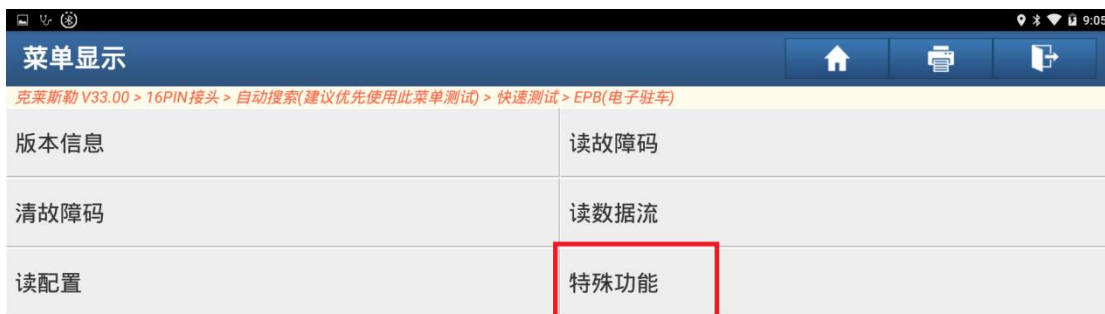 9:05
菜单显示
克莱斯勒 V33.00 > 16PIN接头 > 自动搜索(建议优先使用此菜单测试) > 快速测试 > EPB(电子驻车)
版本信息
读故障码
清故障码
读数据流
读配置
特殊功能